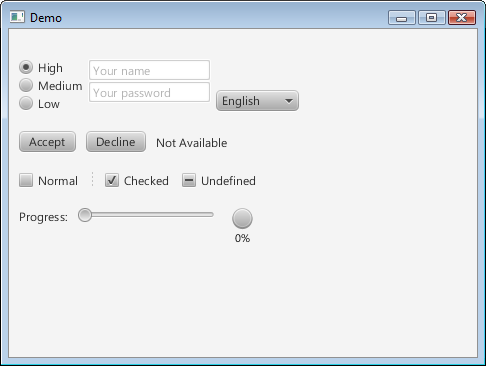 Demo
High
Your name
Medium
Your password
Low
English
Accept
Decline
Not Available
Normal
Checked
Undefined
Progress:
0%